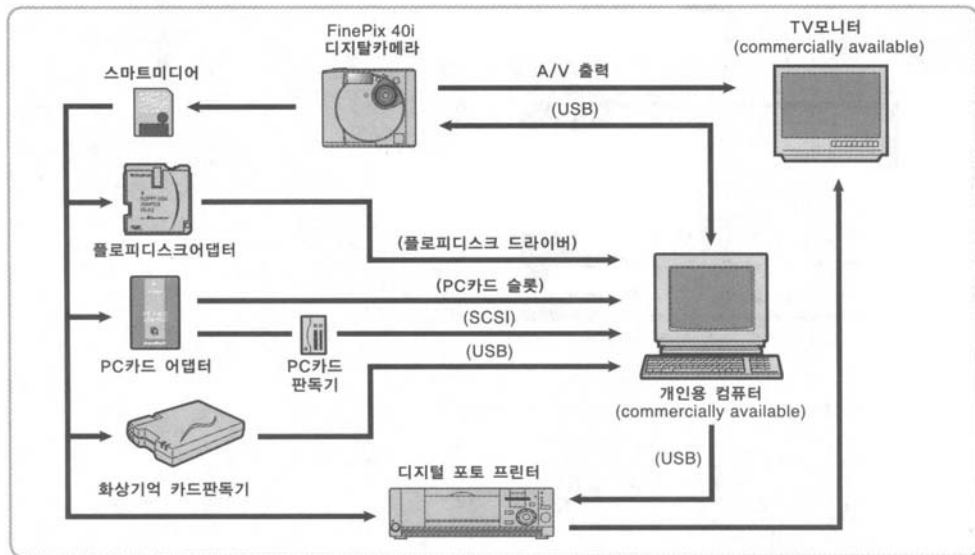 FinePix 40i
디지탈카메라
TV모니터
(commercially available)
스마트미디어
A/V 출력
(USB)
플로피디스크어댑터
(플로피디스크 드라이버)
(PC카드 슬롯)
(SCSI)
(USB)
PC카드 어댑터
PC카드
판독기
개인용 컴퓨터
(commercially available)
화상기억 카드판독기
디지털 포토 프린터
(USB)